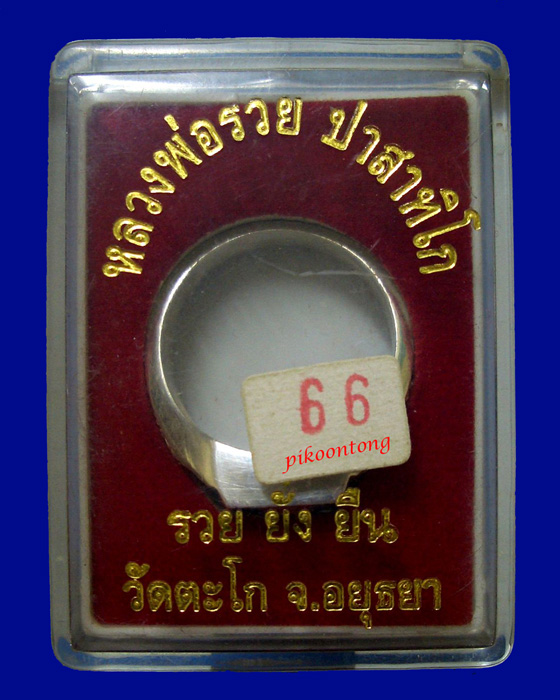 หลวงพ่อรวย ปาสาทิโก
66
pikoontong
รวย ยั่ง ยืน
วัดตะโก จ.อยุธยา